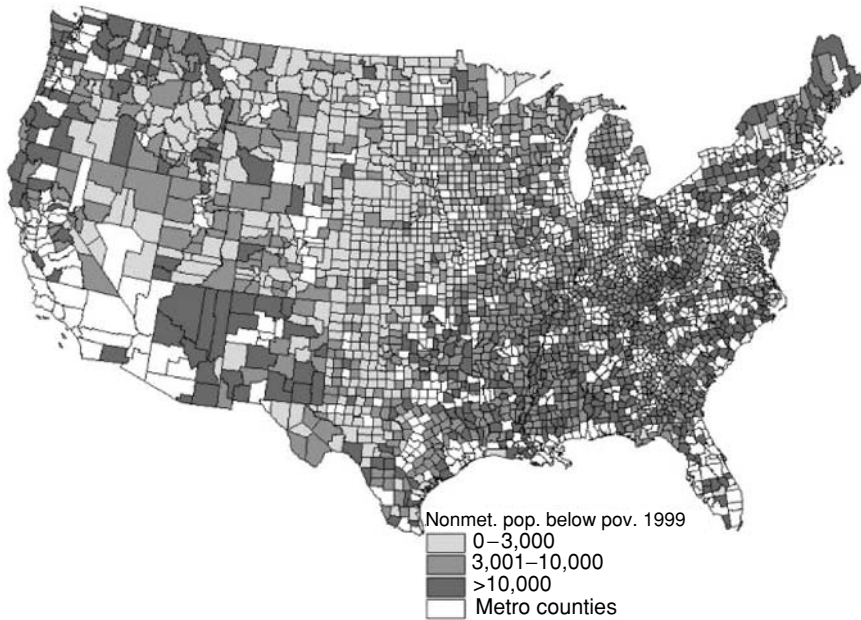 Nonmet. pop. below pov. 1999
0–3,000
3,001–10,000
>10,000
Metro counties